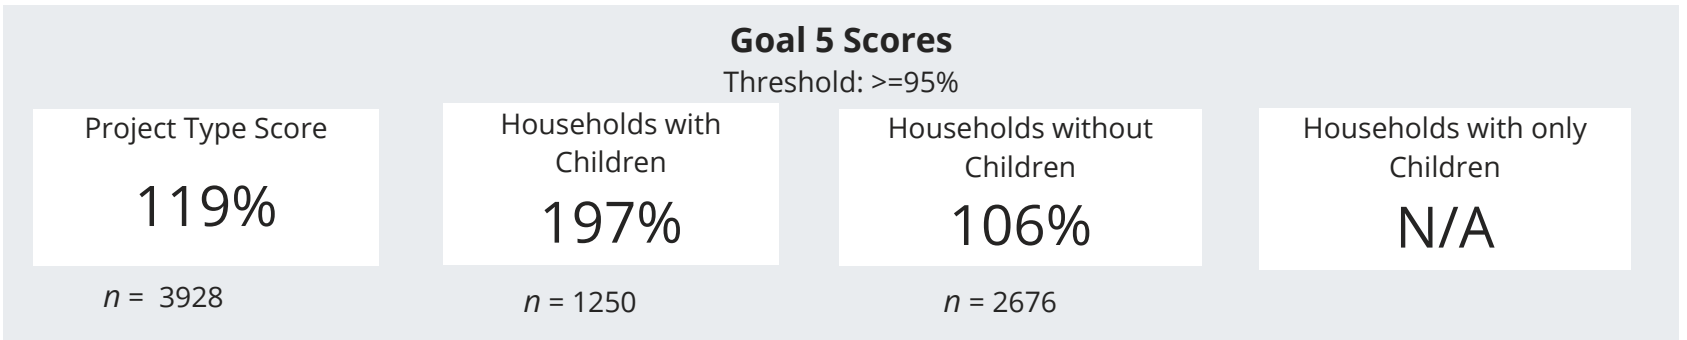 Goal 5 Scores
Threshold: >=95%
Project Type Score
119%
n = 3928
Households with
Children
197%
n = 1250
Households without
Children
106%
n = 2676
Households with only
Children
N/A